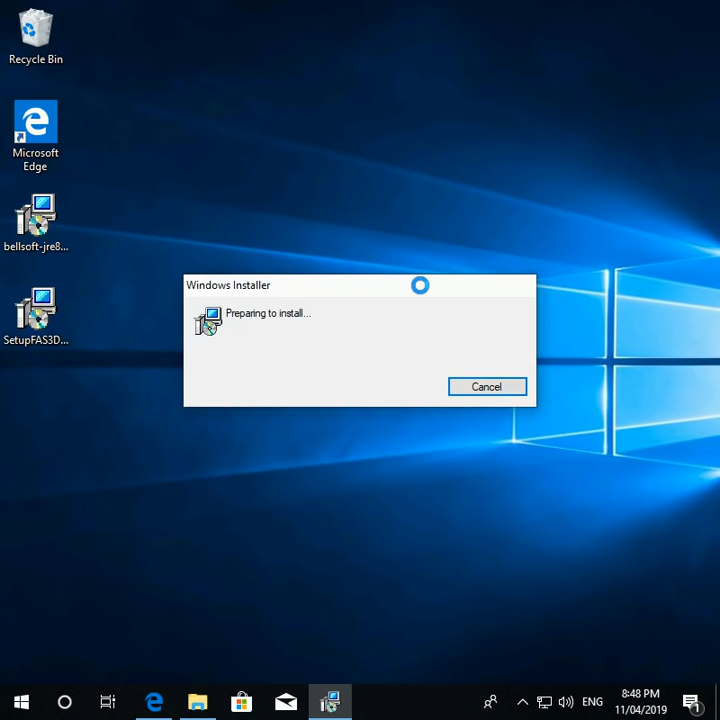 Recycle Bin
Microsoft
Edge
bellsoft-jre8...
SetupFAS3D...
Windows Installer
Preparing to install...
Cancel
ENG
8:48 PM
11/04/2019
1